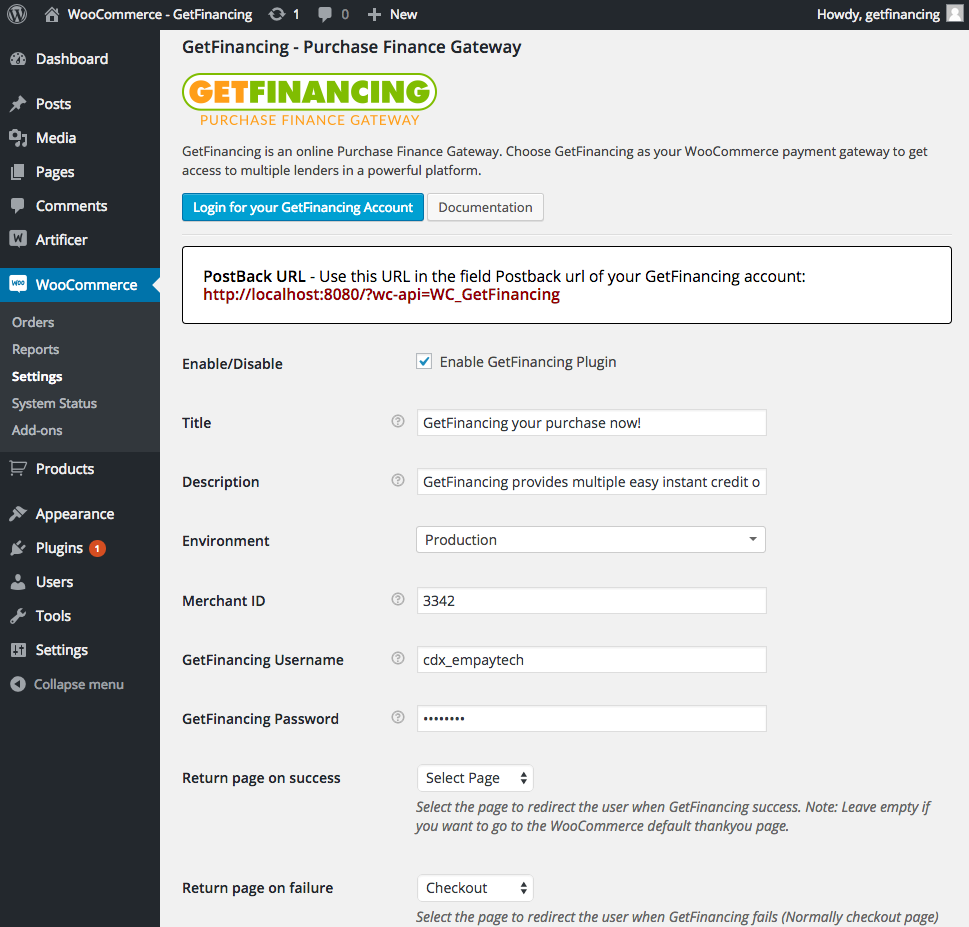 WooCommerce - GetFinancing 1 0 New Howdy, getfinancing
Dashboard
Posts
Media
Pages
Comments
Artificer
WooCommerce
Orders
Reports
Settings
System Status
Add-ons
Products
Appearance
Plugins 1
Users
Tools
Settings
Collapse menu
GetFinancing - Purchase Finance Gateway
GETFINANCING
PURCHASE FINANCE GATEWAY
GetFinancing is an online Purchase Finance Gateway. Choose GetFinancing as your WooCommerce payment gateway to get
access to multiple lenders in a powerful platform.
Login for your GetFinancing Account Documentation
PostBack URL - Use this URL in the field Postback url of your GetFinancing account:
http://localhost:8080/?wc-api=WC_GetFinancing
Enable/Disable Enable GetFinancing Plugin
Title ? GetFinancing your purchase now!
Description ? GetFinancing provides multiple easy instant credit o
Environment Production
Merchant ID ? 3342
GetFinancing Username ? cdx_empaytech
GetFinancing Password ? ••••••••
Return page on success Select Page
Select the page to redirect the user when GetFinancing success. Note: Leave empty if
you want to go to the WooCommerce default thankyou page.
Return page on failure Checkout
Select the page to redirect the user when GetFinancing fails (Normally checkout page)